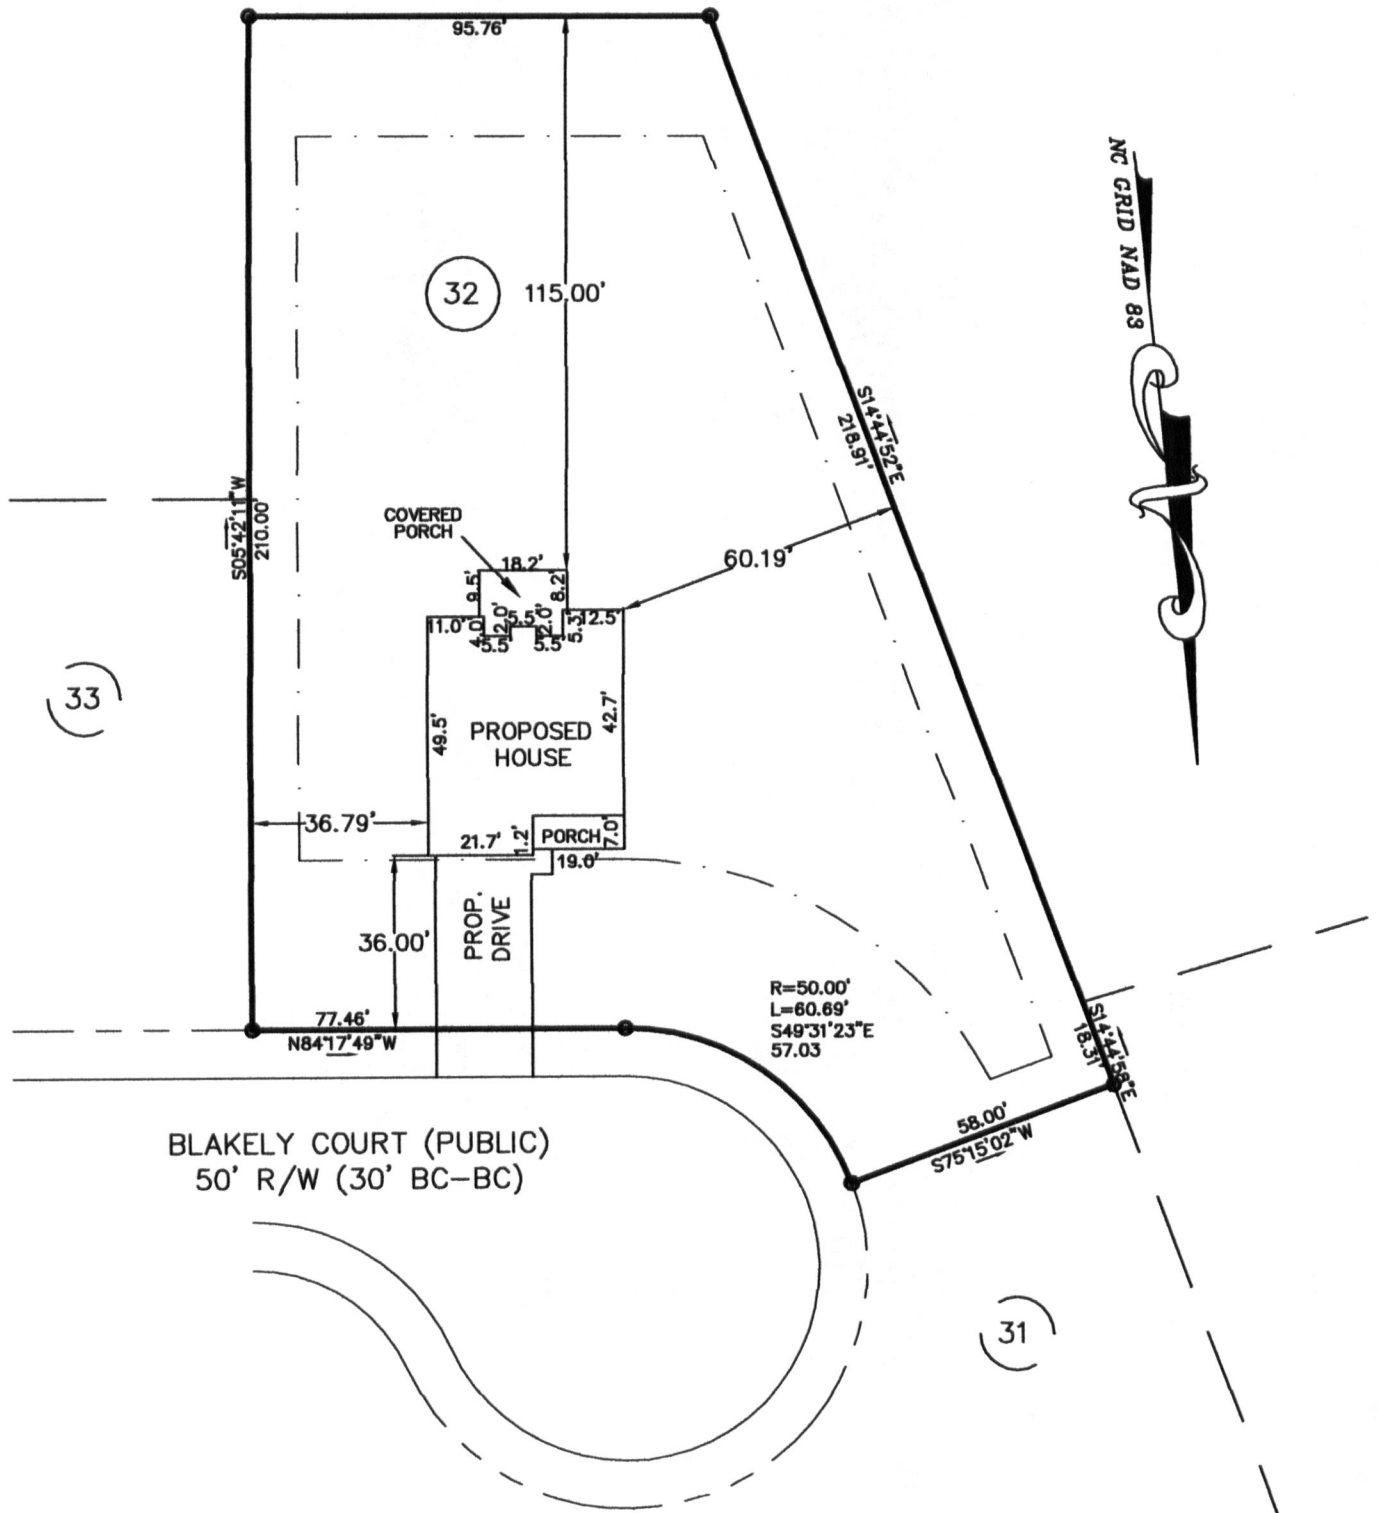 95.76'
NC GRID NAD 83
32
115.00'
S14°44'52"E
218.91'
S05°42'11"W
210.00'
COVERED
PORCH
18.2'
9.5'
8.2'
60.19'
11.0'
4.0'
2.0'
5.5'
2.0'
5.3'
12.5'
5.5'
5.5'
33
49.5'
PROPOSED
HOUSE
42.7'
36.79'
21.7'
1.2'
PORCH
7.0'
19.0'
PROP.
DRIVE
36.00'
R=50.00'
L=60.69'
S49°31'23"E
57.03
S14°44'58"E
18.31'
77.46'
N84°17'49"W
58.00'
S75°15'02"W
BLAKELY COURT (PUBLIC)
50' R/W (30' BC-BC)
31